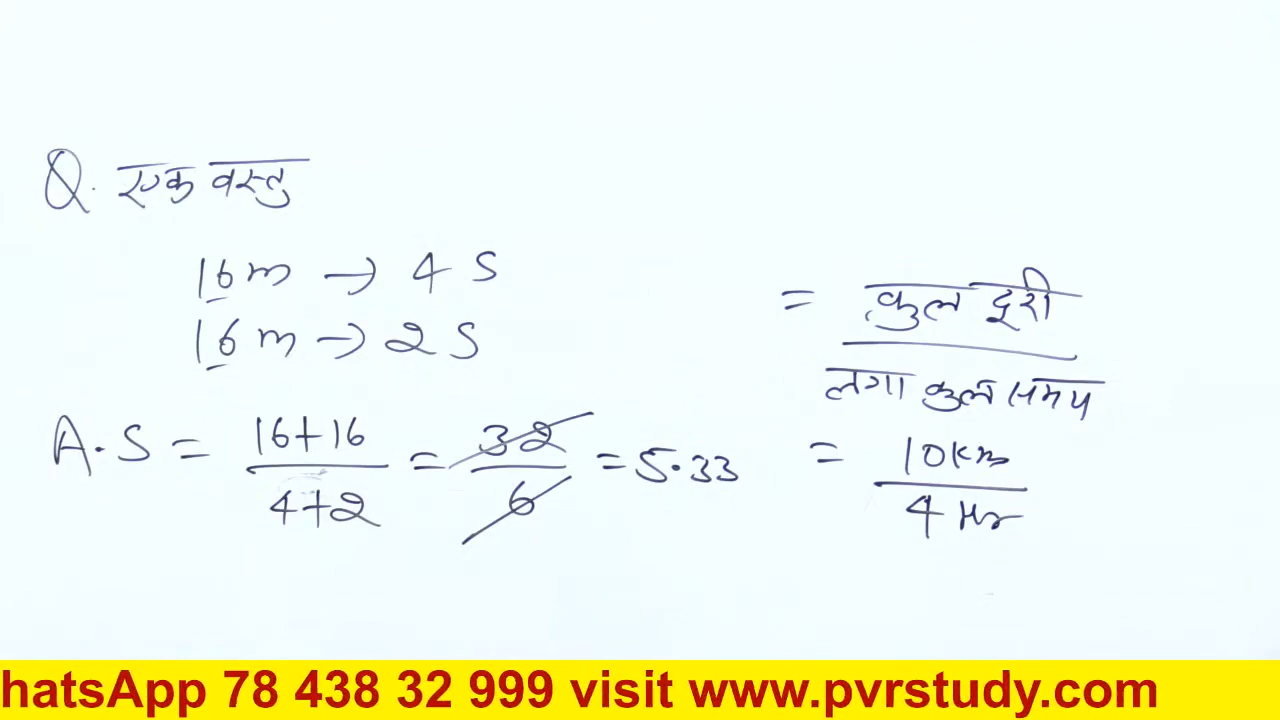 Q. एक वस्तु
16m → 4 S
16m → 2 S
A.S = 16+16 / 4+2 = 32 / 6 = 5.33
= कुल दूरी / लगा कुल समय
= 10km / 4 Hr
hatsApp 78 438 32 999 visit www.pvrstudy.com